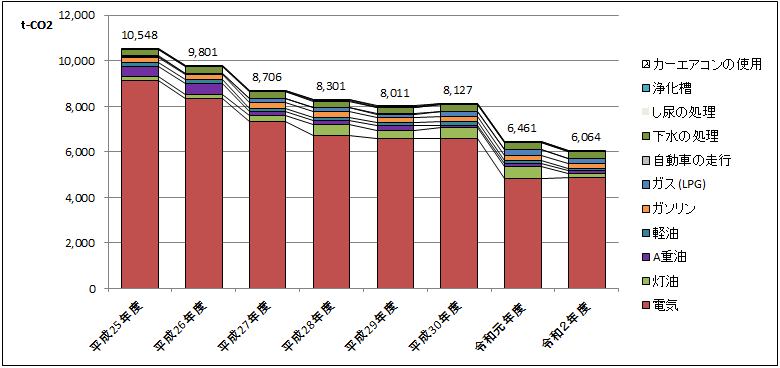 t-CO2
12,000
10,000
8,000
6,000
4,000
2,000
0
10,548
9,801
8,706
8,301
8,011
8,127
6,461
6,064
平成25年度
平成26年度
平成27年度
平成28年度
平成29年度
平成30年度
令和元年度
令和2年度
カーエアコンの使用
浄化槽
し尿の処理
下水の処理
自動車の走行
ガス(LPG)
ガソリン
軽油
A重油
灯油
電気